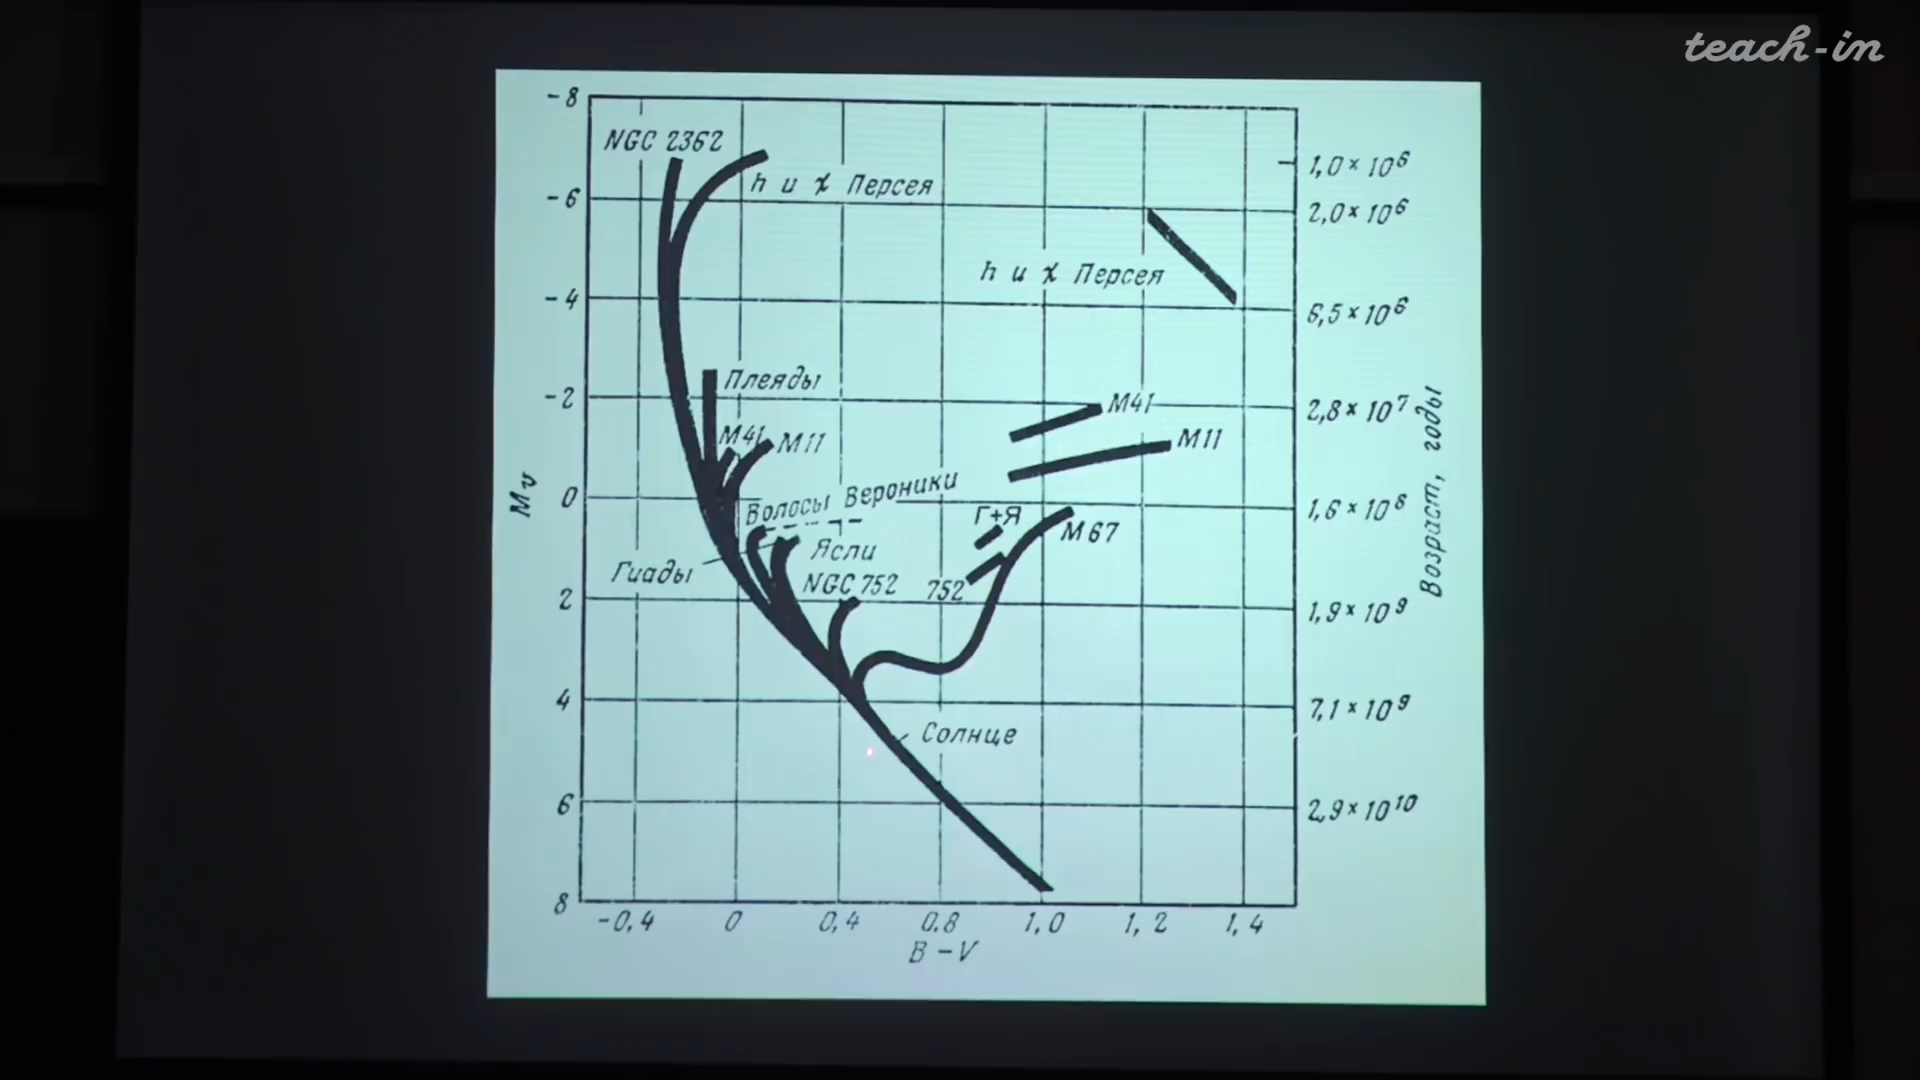 teach-in
-8
NGC 2362
h и χ Персея
1,0 × 10⁶
-6
2,0 × 10⁶
h и χ Персея
-4
6,5 × 10⁶
Плеяды
-2
M41
2,8 × 10⁷
M41
M11
M11
Волосы Вероники
Mv
0
Г+Я
1,6 × 10⁸
Возраст, годы
M 67
Ясли
Гиады
NGC 752
752
2
1,9 × 10⁹
4
7,1 × 10⁹
Солнце
6
2,9 × 10¹⁰
8
-0,4 0 0,4 0,8 1,0 1,2 1,4
B - V